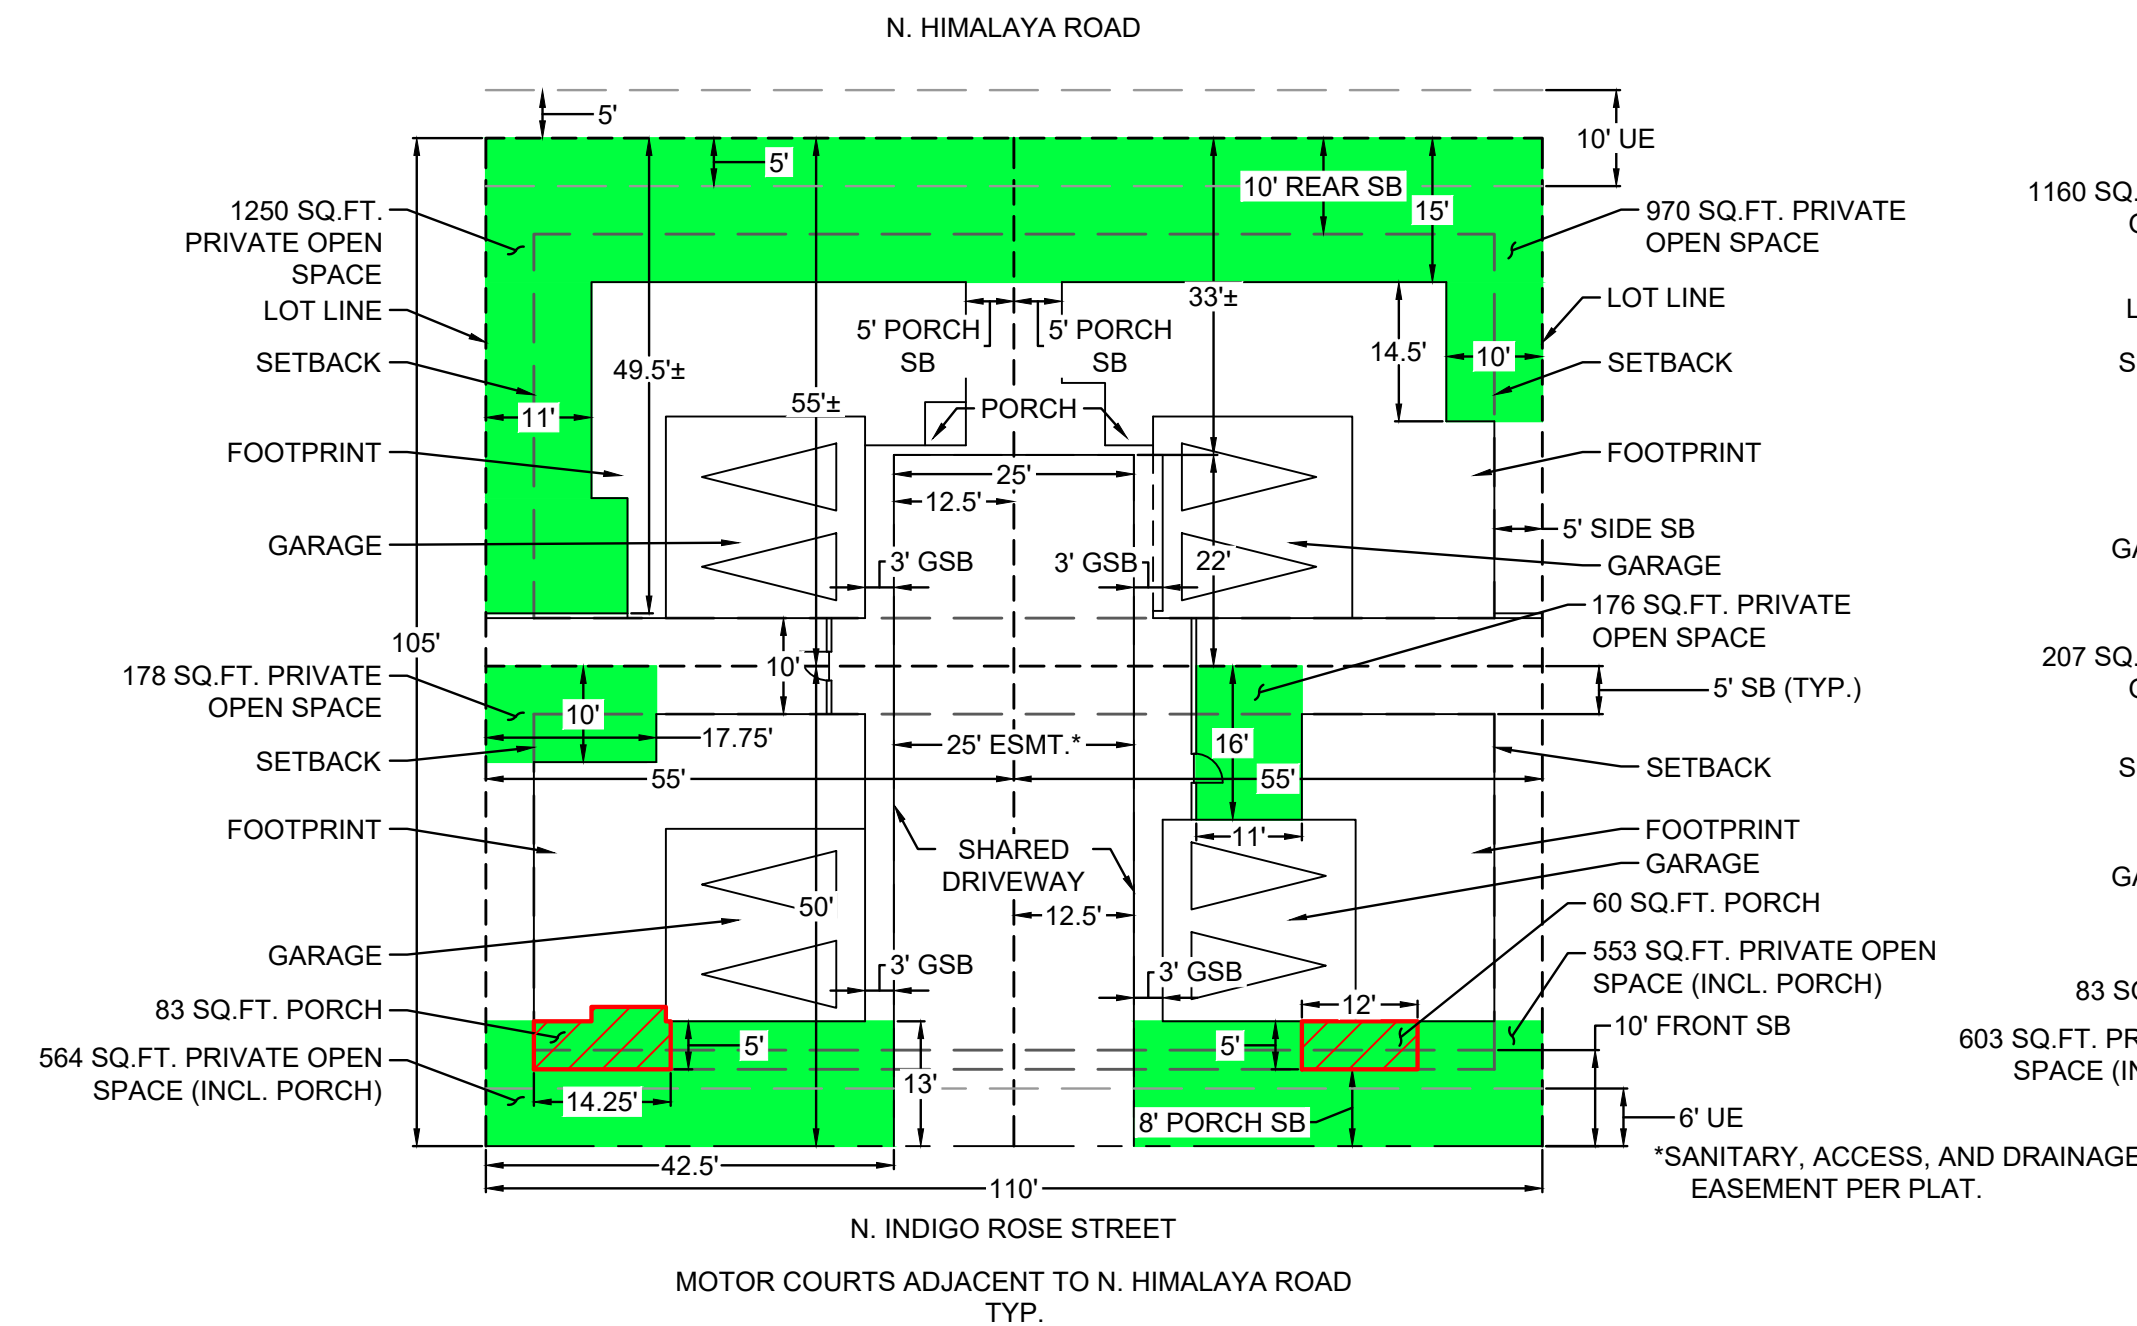 N. HIMALAYA ROAD
5'
10' UE
5'
10' REAR SB
15'
1250 SQ.FT.
PRIVATE OPEN
SPACE
LOT LINE
SETBACK
FOOTPRINT
GARAGE
105'
178 SQ.FT. PRIVATE
OPEN SPACE
SETBACK
FOOTPRINT
GARAGE
83 SQ.FT. PORCH
564 SQ.FT. PRIVATE OPEN
SPACE (INCL. PORCH)
11'
49.5'±
55'±
5' PORCH
SB
5' PORCH
SB
33'±
14.5'
10'
PORCH
25'
12.5'
3' GSB
3' GSB
22'
10'
10'
17.75'
25' ESMT.*
16'
55'
55'
11'
SHARED
DRIVEWAY
12.5'
50'
3' GSB
3' GSB
12'
5'
5'
14.25'
13'
8' PORCH SB
42.5'
110'
970 SQ.FT. PRIVATE
OPEN SPACE
LOT LINE
SETBACK
FOOTPRINT
5' SIDE SB
GARAGE
176 SQ.FT. PRIVATE
OPEN SPACE
5' SB (TYP.)
SETBACK
FOOTPRINT
GARAGE
60 SQ.FT. PORCH
553 SQ.FT. PRIVATE OPEN
SPACE (INCL. PORCH)
10' FRONT SB
6' UE
*SANITARY, ACCESS, AND DRAINAGE
EASEMENT PER PLAT.
N. INDIGO ROSE STREET
MOTOR COURTS ADJACENT TO N. HIMALAYA ROAD
TYP.
1160 SQ.
207 SQ.
83 S
603 SQ.FT. PR
SPACE (IN